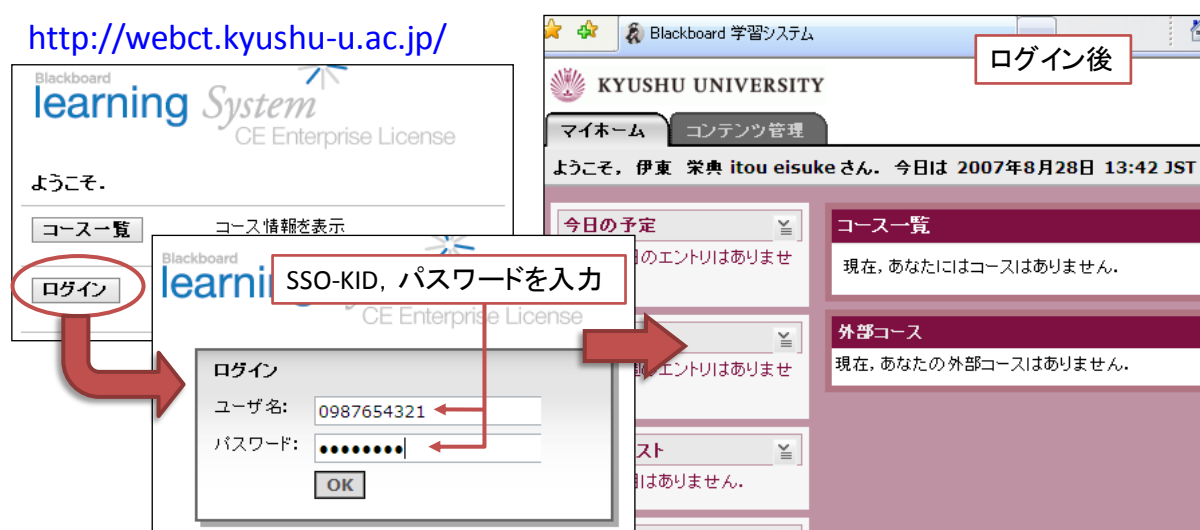 http://webct.kyushu-u.ac.jp/
Blackboard
learning System
CE Enterprise License
ようこそ.
コース一覧 コース情報を表示
ログイン
Blackboard
SSO-KID, パスワードを入力
CE Enterprise License
ログイン
ユーザ名: 0987654321
パスワード: ••••••••
OK
Blackboard 学習システム
ログイン後
KYUSHU UNIVERSITY
マイホーム コンテンツ管理
ようこそ, 伊東 栄典 itou eisukeさん. 今日は 2007年8月28日 13:42 JST
今日の予定
のエントリはありませ
エントリはありませ
スト
はありません.
コース一覧
現在, あなたにはコースはありません.
外部コース
現在, あなたの外部コースはありません.